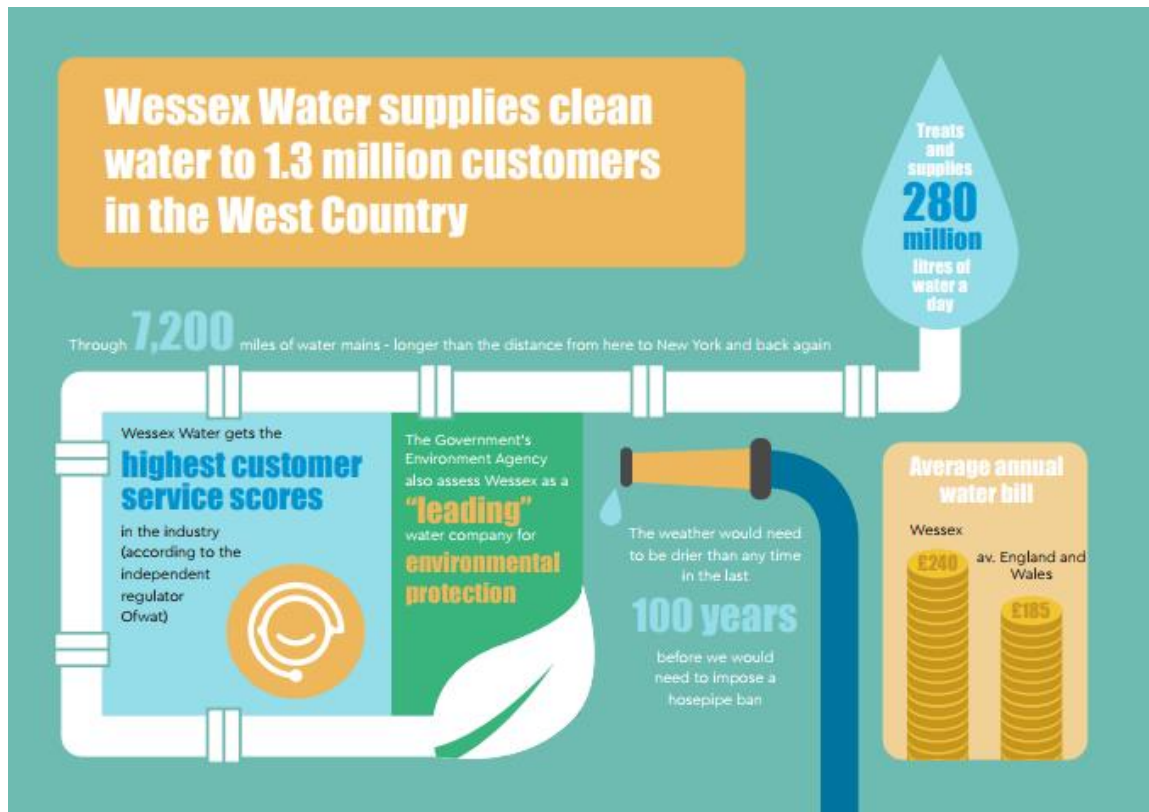 Wessex Water supplies clean
water to 1.3 million customers
in the West Country
Treats
and
supplies
280
million
litres of
water a
day
Through 7,200 miles of water mains - longer than the distance from here to New York and back again
Wessex Water gets the
highest customer
service scores
in the industry
(according to the
independent
regulator
Ofwat)
The Government's
Environment Agency
also assess Wessex as a
"leading"
water company for
environmental
protection
The weather would need
to be drier than any time
in the last
100 years
before we would
need to impose a
hosepipe ban
Average annual
water bill
Wessex
£240
av. England and
Wales
£185